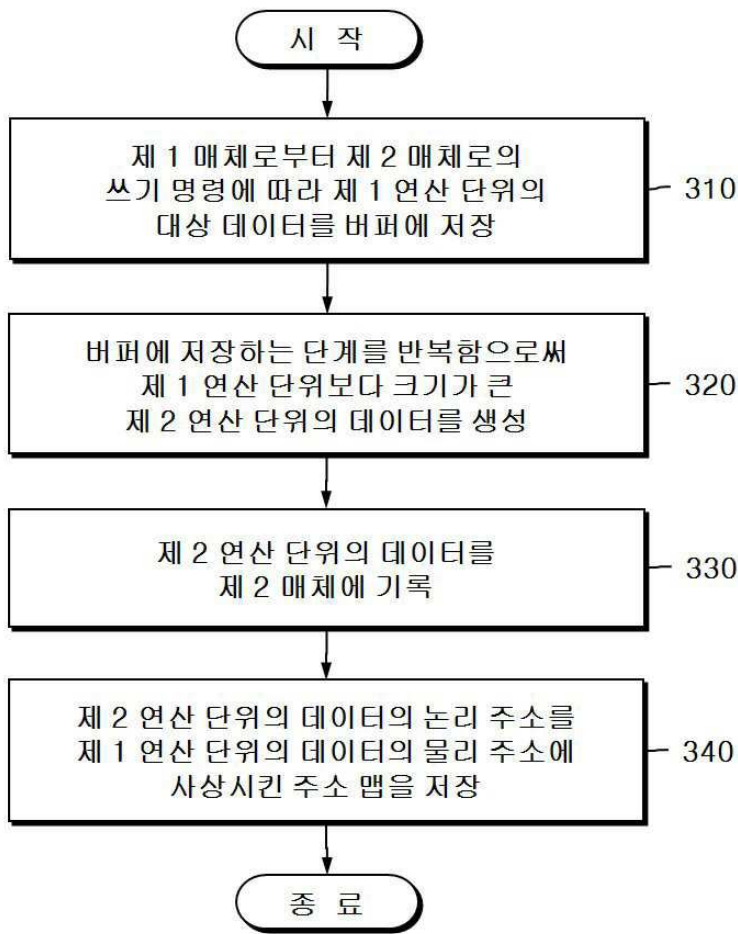 시 작
제 1 매체로부터 제 2 매체로의
쓰기 명령에 따라 제 1 연산 단위의
대상 데이터를 버퍼에 저장
310
버퍼에 저장하는 단계를 반복함으로써
제 1 연산 단위보다 크기가 큰
제 2 연산 단위의 데이터를 생성
320
제 2 연산 단위의 데이터를
제 2 매체에 기록
330
제 2 연산 단위의 데이터의 논리 주소를
제 1 연산 단위의 데이터의 물리 주소에
사상시킨 주소 맵을 저장
340
종 료